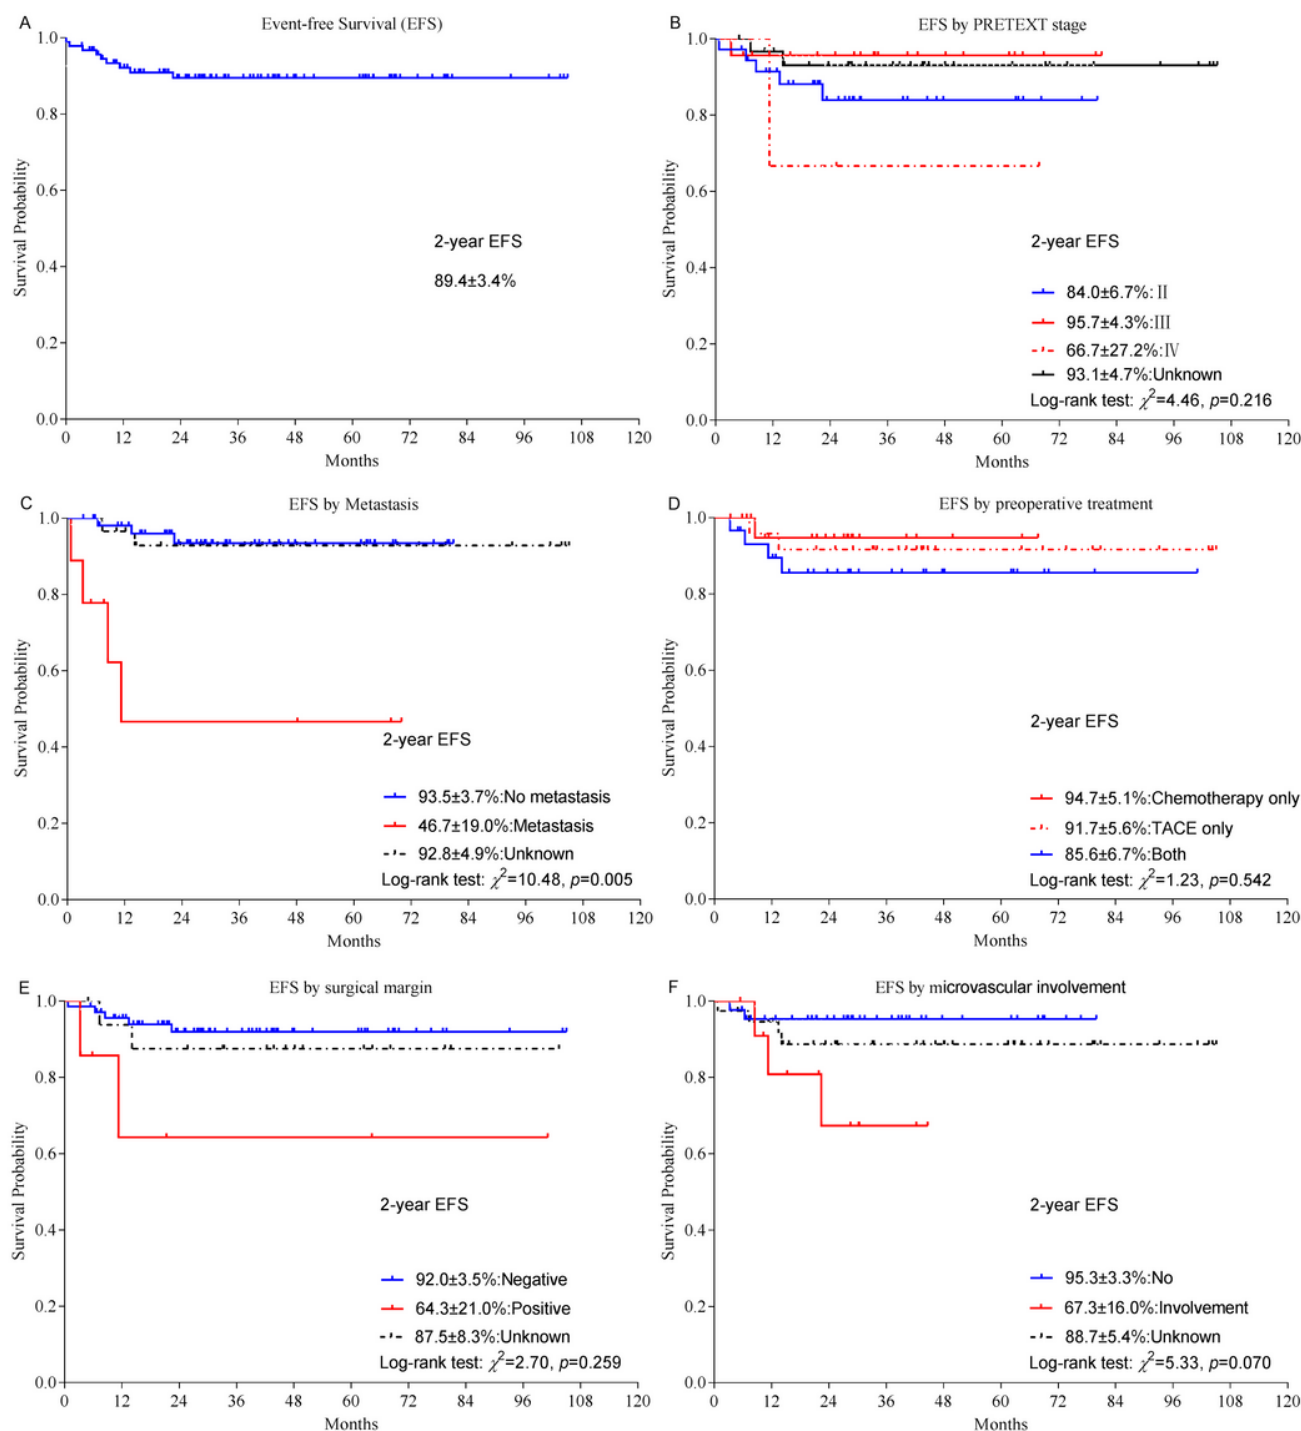 A
Event-free Survival (EFS)
Survival Probability
1.0
0.8
0.6
0.4
0.2
0.0
2-year EFS
89.4±3.4%
0 12 24 36 48 60 72 84 96 108 120
Months
B
EFS by PRETEXT stage
Survival Probability
1.0
0.8
0.6
0.4
0.2
0.0
2-year EFS
84.0±6.7%: II
95.7±4.3%:III
66.7±27.2%:IV
93.1±4.7%:Unknown
Log-rank test: χ²=4.46, p=0.216
0 12 24 36 48 60 72 84 96 108 120
Months
C
EFS by Metastasis
Survival Probability
1.0
0.8
0.6
0.4
0.2
0.0
2-year EFS
93.5±3.7%:No metastasis
46.7±19.0%:Metastasis
92.8±4.9%:Unknown
Log-rank test: χ²=10.48, p=0.005
0 12 24 36 48 60 72 84 96 108 120
Months
D
EFS by preoperative treatment
Survival Probability
1.0
0.8
0.6
0.4
0.2
0.0
2-year EFS
94.7±5.1%:Chemotherapy only
91.7±5.6%:TACE only
85.6±6.7%:Both
Log-rank test: χ²=1.23, p=0.542
0 12 24 36 48 60 72 84 96 108 120
Months
E
EFS by surgical margin
Survival Probability
1.0
0.8
0.6
0.4
0.2
0.0
2-year EFS
92.0±3.5%:Negative
64.3±21.0%:Positive
87.5±8.3%:Unknown
Log-rank test: χ²=2.70, p=0.259
0 12 24 36 48 60 72 84 96 108 120
Months
F
EFS by microvascular involvement
Survival Probability
1.0
0.8
0.6
0.4
0.2
0.0
2-year EFS
95.3±3.3%:No
67.3±16.0%:Involvement
88.7±5.4%:Unknown
Log-rank test: χ²=5.33, p=0.070
0 12 24 36 48 60 72 84 96 108 120
Months